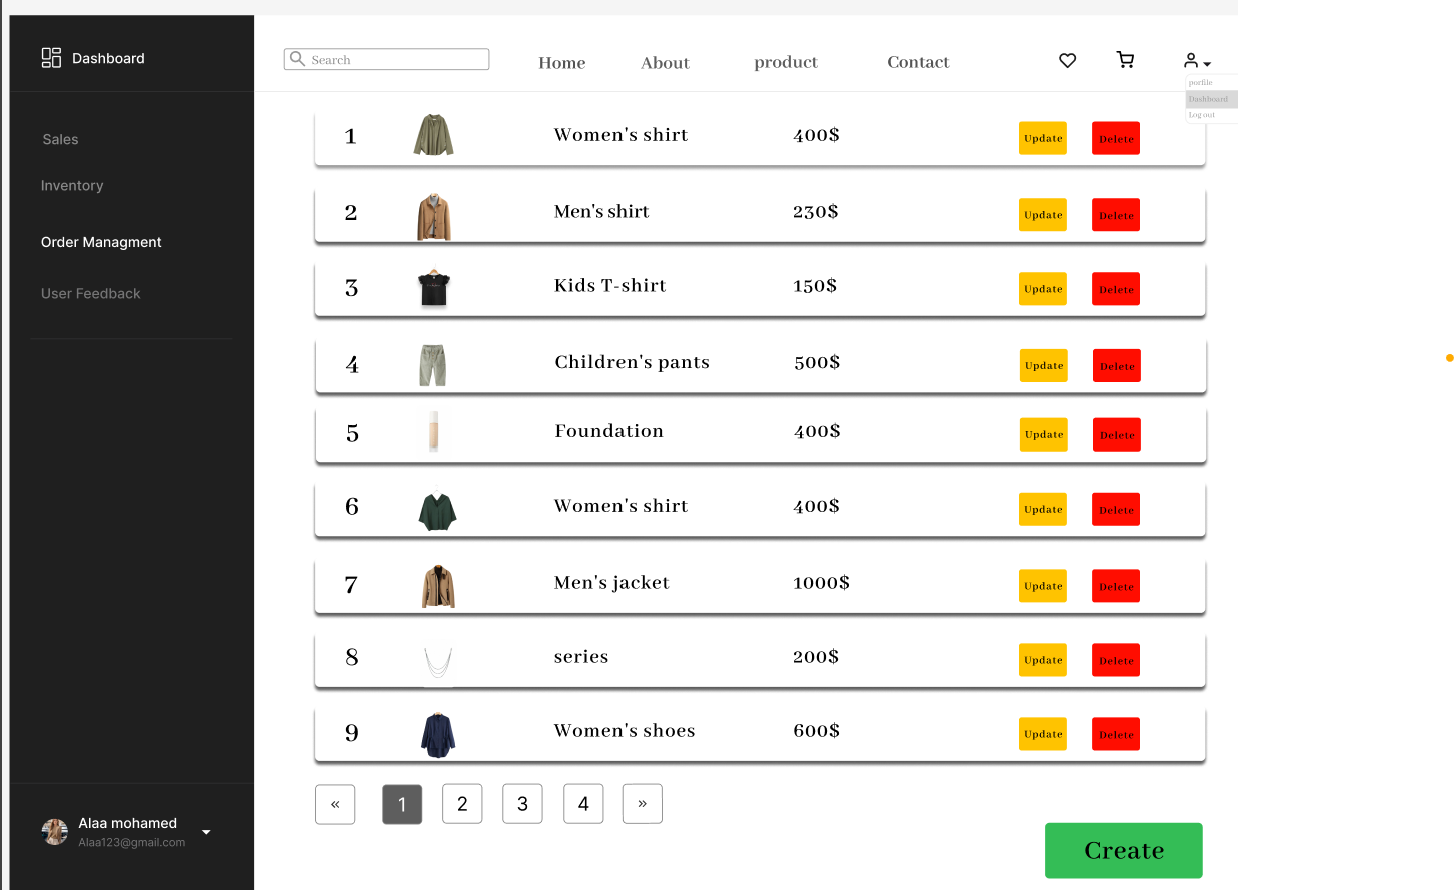 Dashboard
Search
Home
About
product
Contact
porfile
Dashboard
Log out
Sales
Inventory
Order Managment
User Feedback
1 Women's shirt 400$ Update Delete
2 Men's shirt 230$ Update Delete
3 Kids T-shirt 150$ Update Delete
4 Children's pants 500$ Update Delete
5 Foundation 400$ Update Delete
6 Women's shirt 400$ Update Delete
7 Men's jacket 1000$ Update Delete
8 series 200$ Update Delete
9 Women's shoes 600$ Update Delete
« 1 2 3 4 »
Alaa mohamed
Alaa123@gmail.com
Create